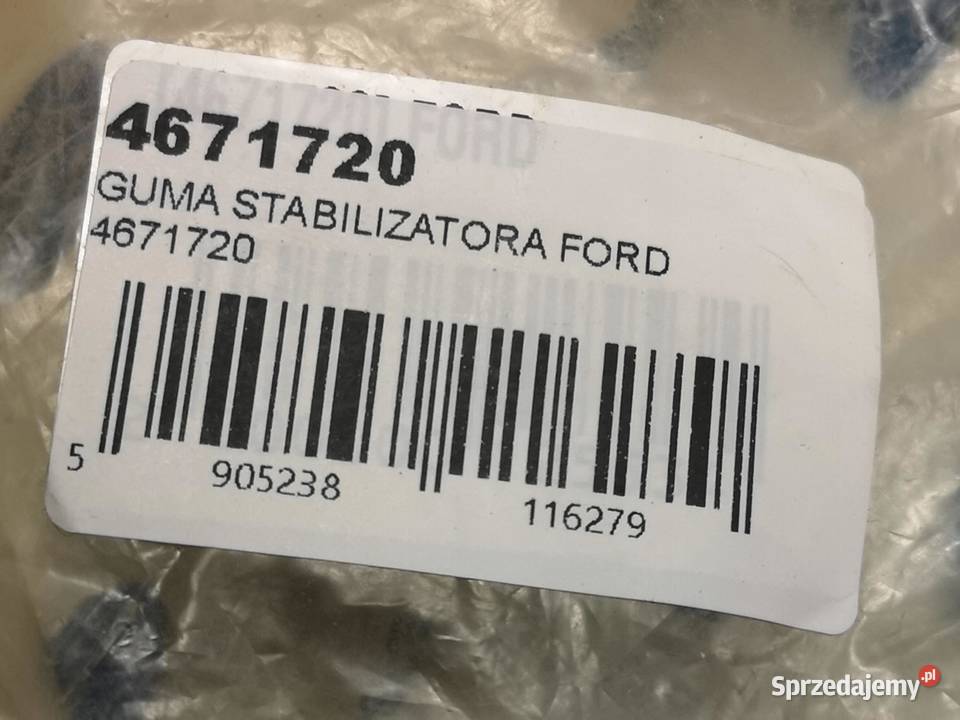 4671720
GUMA STABILIZATORA FORD
4671720
5 905238 116279
Sprzedajemy.pl